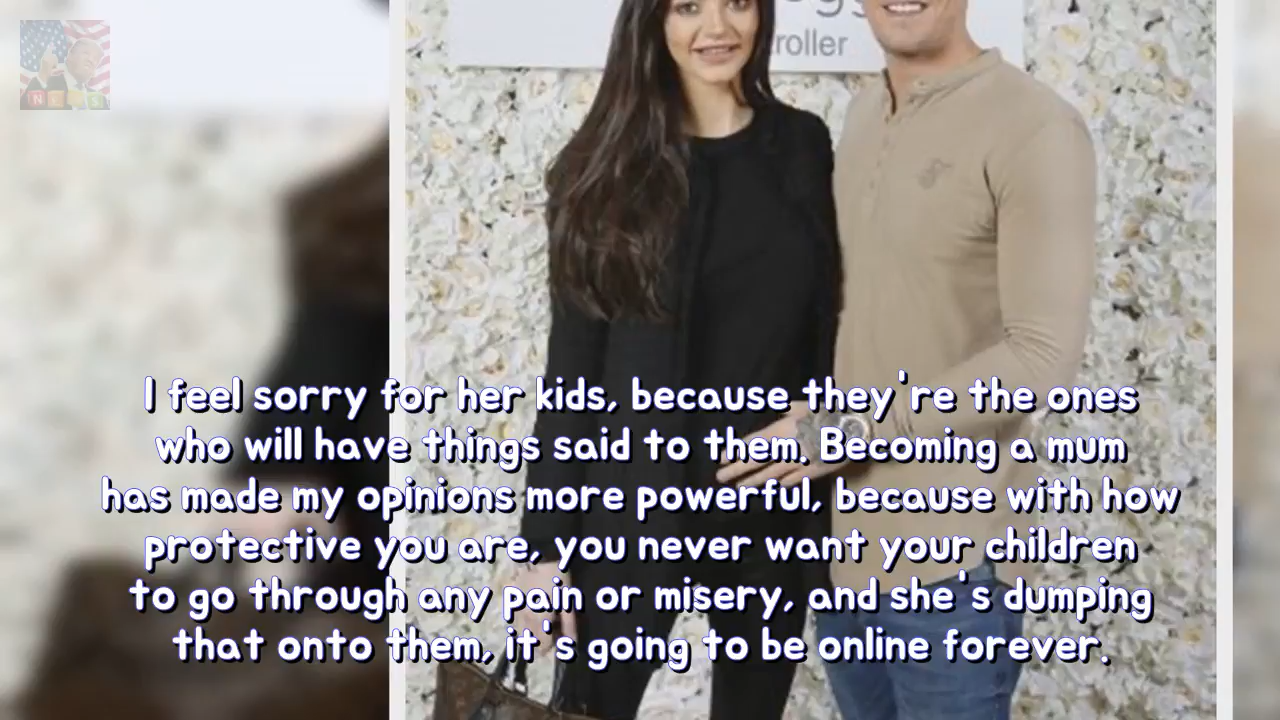 roller
I feel sorry for her kids, because they're the ones
who will have things said to them. Becoming a mum
has made my opinions more powerful, because with how
protective you are, you never want your children
to go through any pain or misery, and she's dumping
that onto them, it's going to be online forever.
NEWS